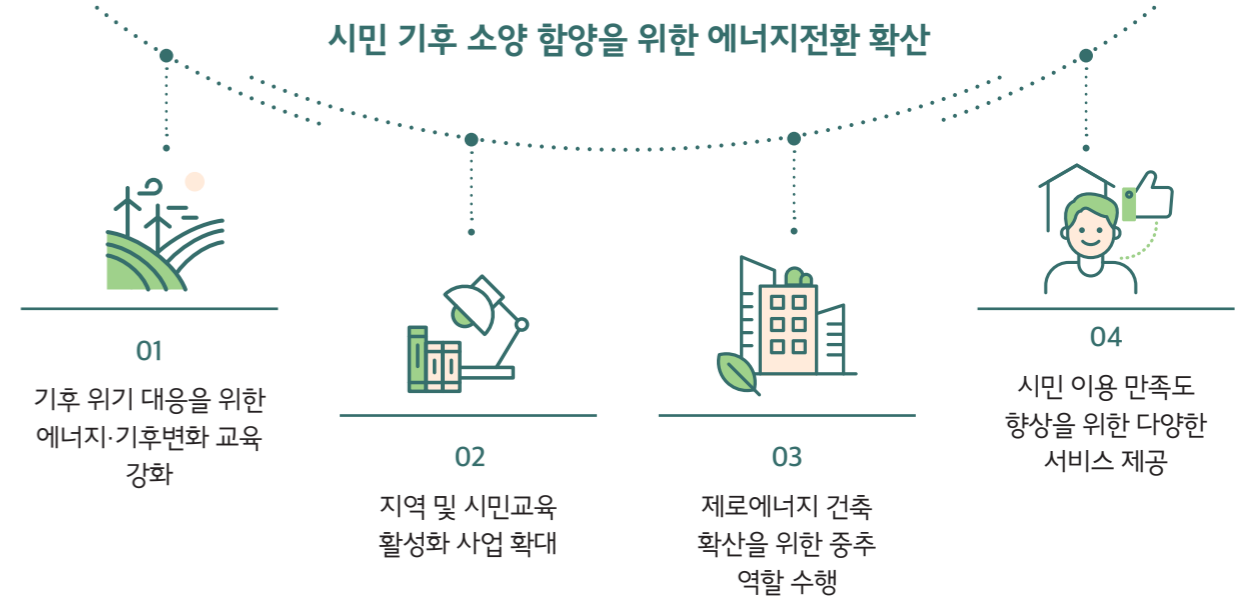 시민 기후 소양 함양을 위한 에너지전환 확산
01
기후 위기 대응을 위한
에너지·기후변화 교육
강화
02
지역 및 시민교육
활성화 사업 확대
03
제로에너지 건축
확산을 위한 중추
역할 수행
04
시민 이용 만족도
향상을 위한 다양한
서비스 제공